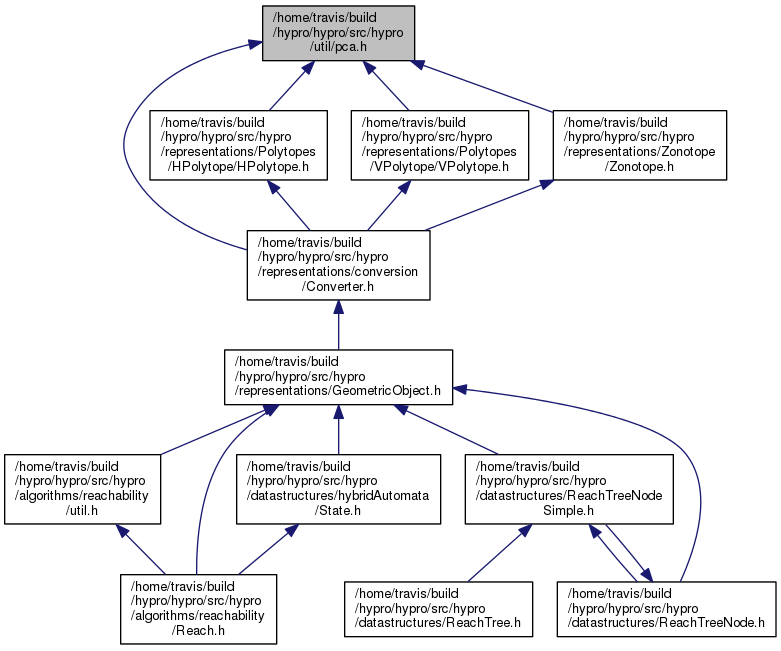 /home/travis/build
/hypro/hypro/src/hypro
/util/pca.h
/home/travis/build
/hypro/hypro/src/hypro
/representations/Polytopes
/HPolytope/HPolytope.h
/home/travis/build
/hypro/hypro/src/hypro
/representations/Polytopes
/VPolytope/VPolytope.h
/home/travis/build
/hypro/hypro/src/hypro
/representations/Zonotope
/Zonotope.h
/home/travis/build
/hypro/hypro/src/hypro
/representations/conversion
/Converter.h
/home/travis/build
/hypro/hypro/src/hypro
/representations/GeometricObject.h
/home/travis/build
/hypro/hypro/src/hypro
/algorithms/reachability
/util.h
/home/travis/build
/hypro/hypro/src/hypro
/datastructures/hybridAutomata
/State.h
/home/travis/build
/hypro/hypro/src/hypro
/datastructures/ReachTreeNode
Simple.h
/home/travis/build
/hypro/hypro/src/hypro
/algorithms/reachability
/Reach.h
/home/travis/build
/hypro/hypro/src/hypro
/datastructures/ReachTree.h
/home/travis/build
/hypro/hypro/src/hypro
/datastructures/ReachTreeNode.h